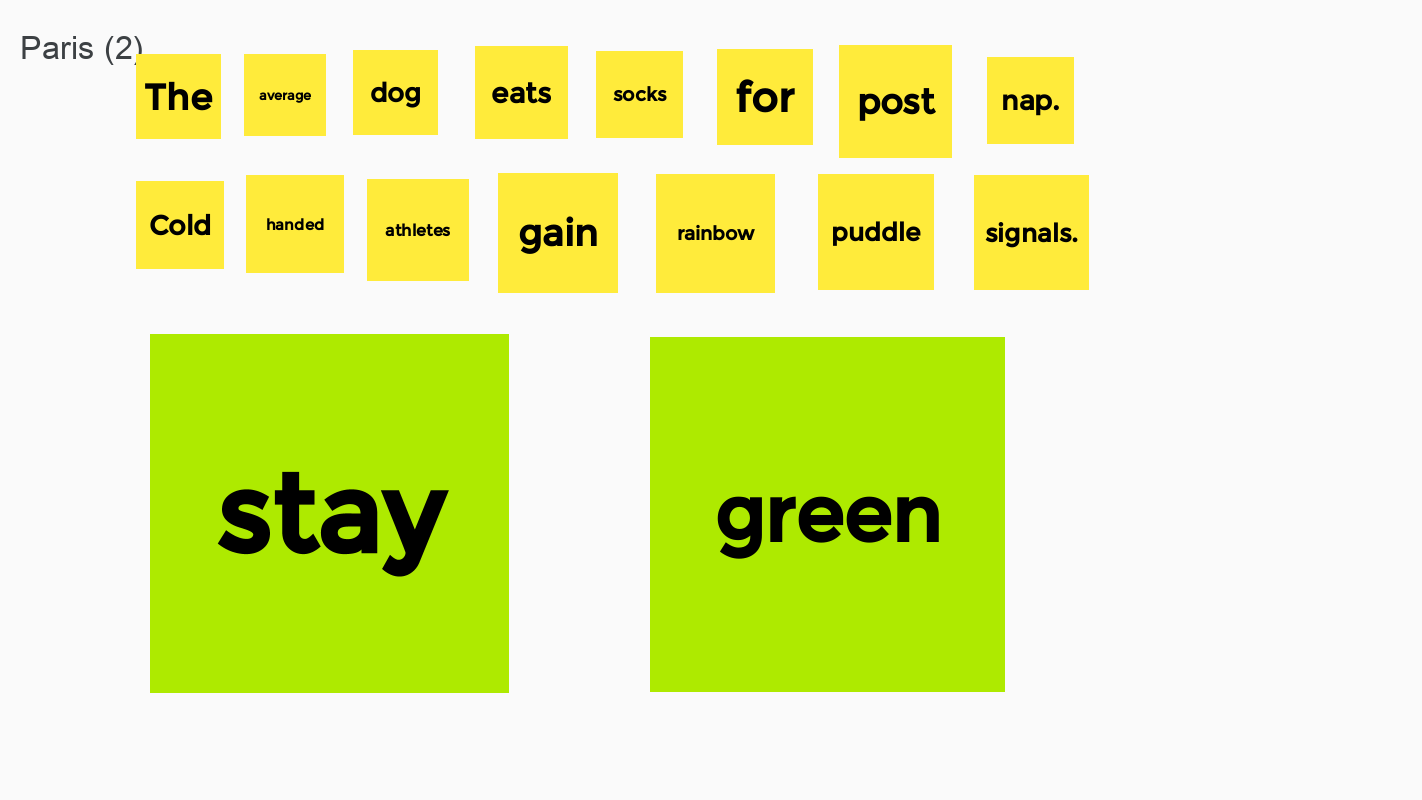 Paris (2)
The average dog eats socks for post nap.
Cold handed athletes gain rainbow puddle signals.
stay green